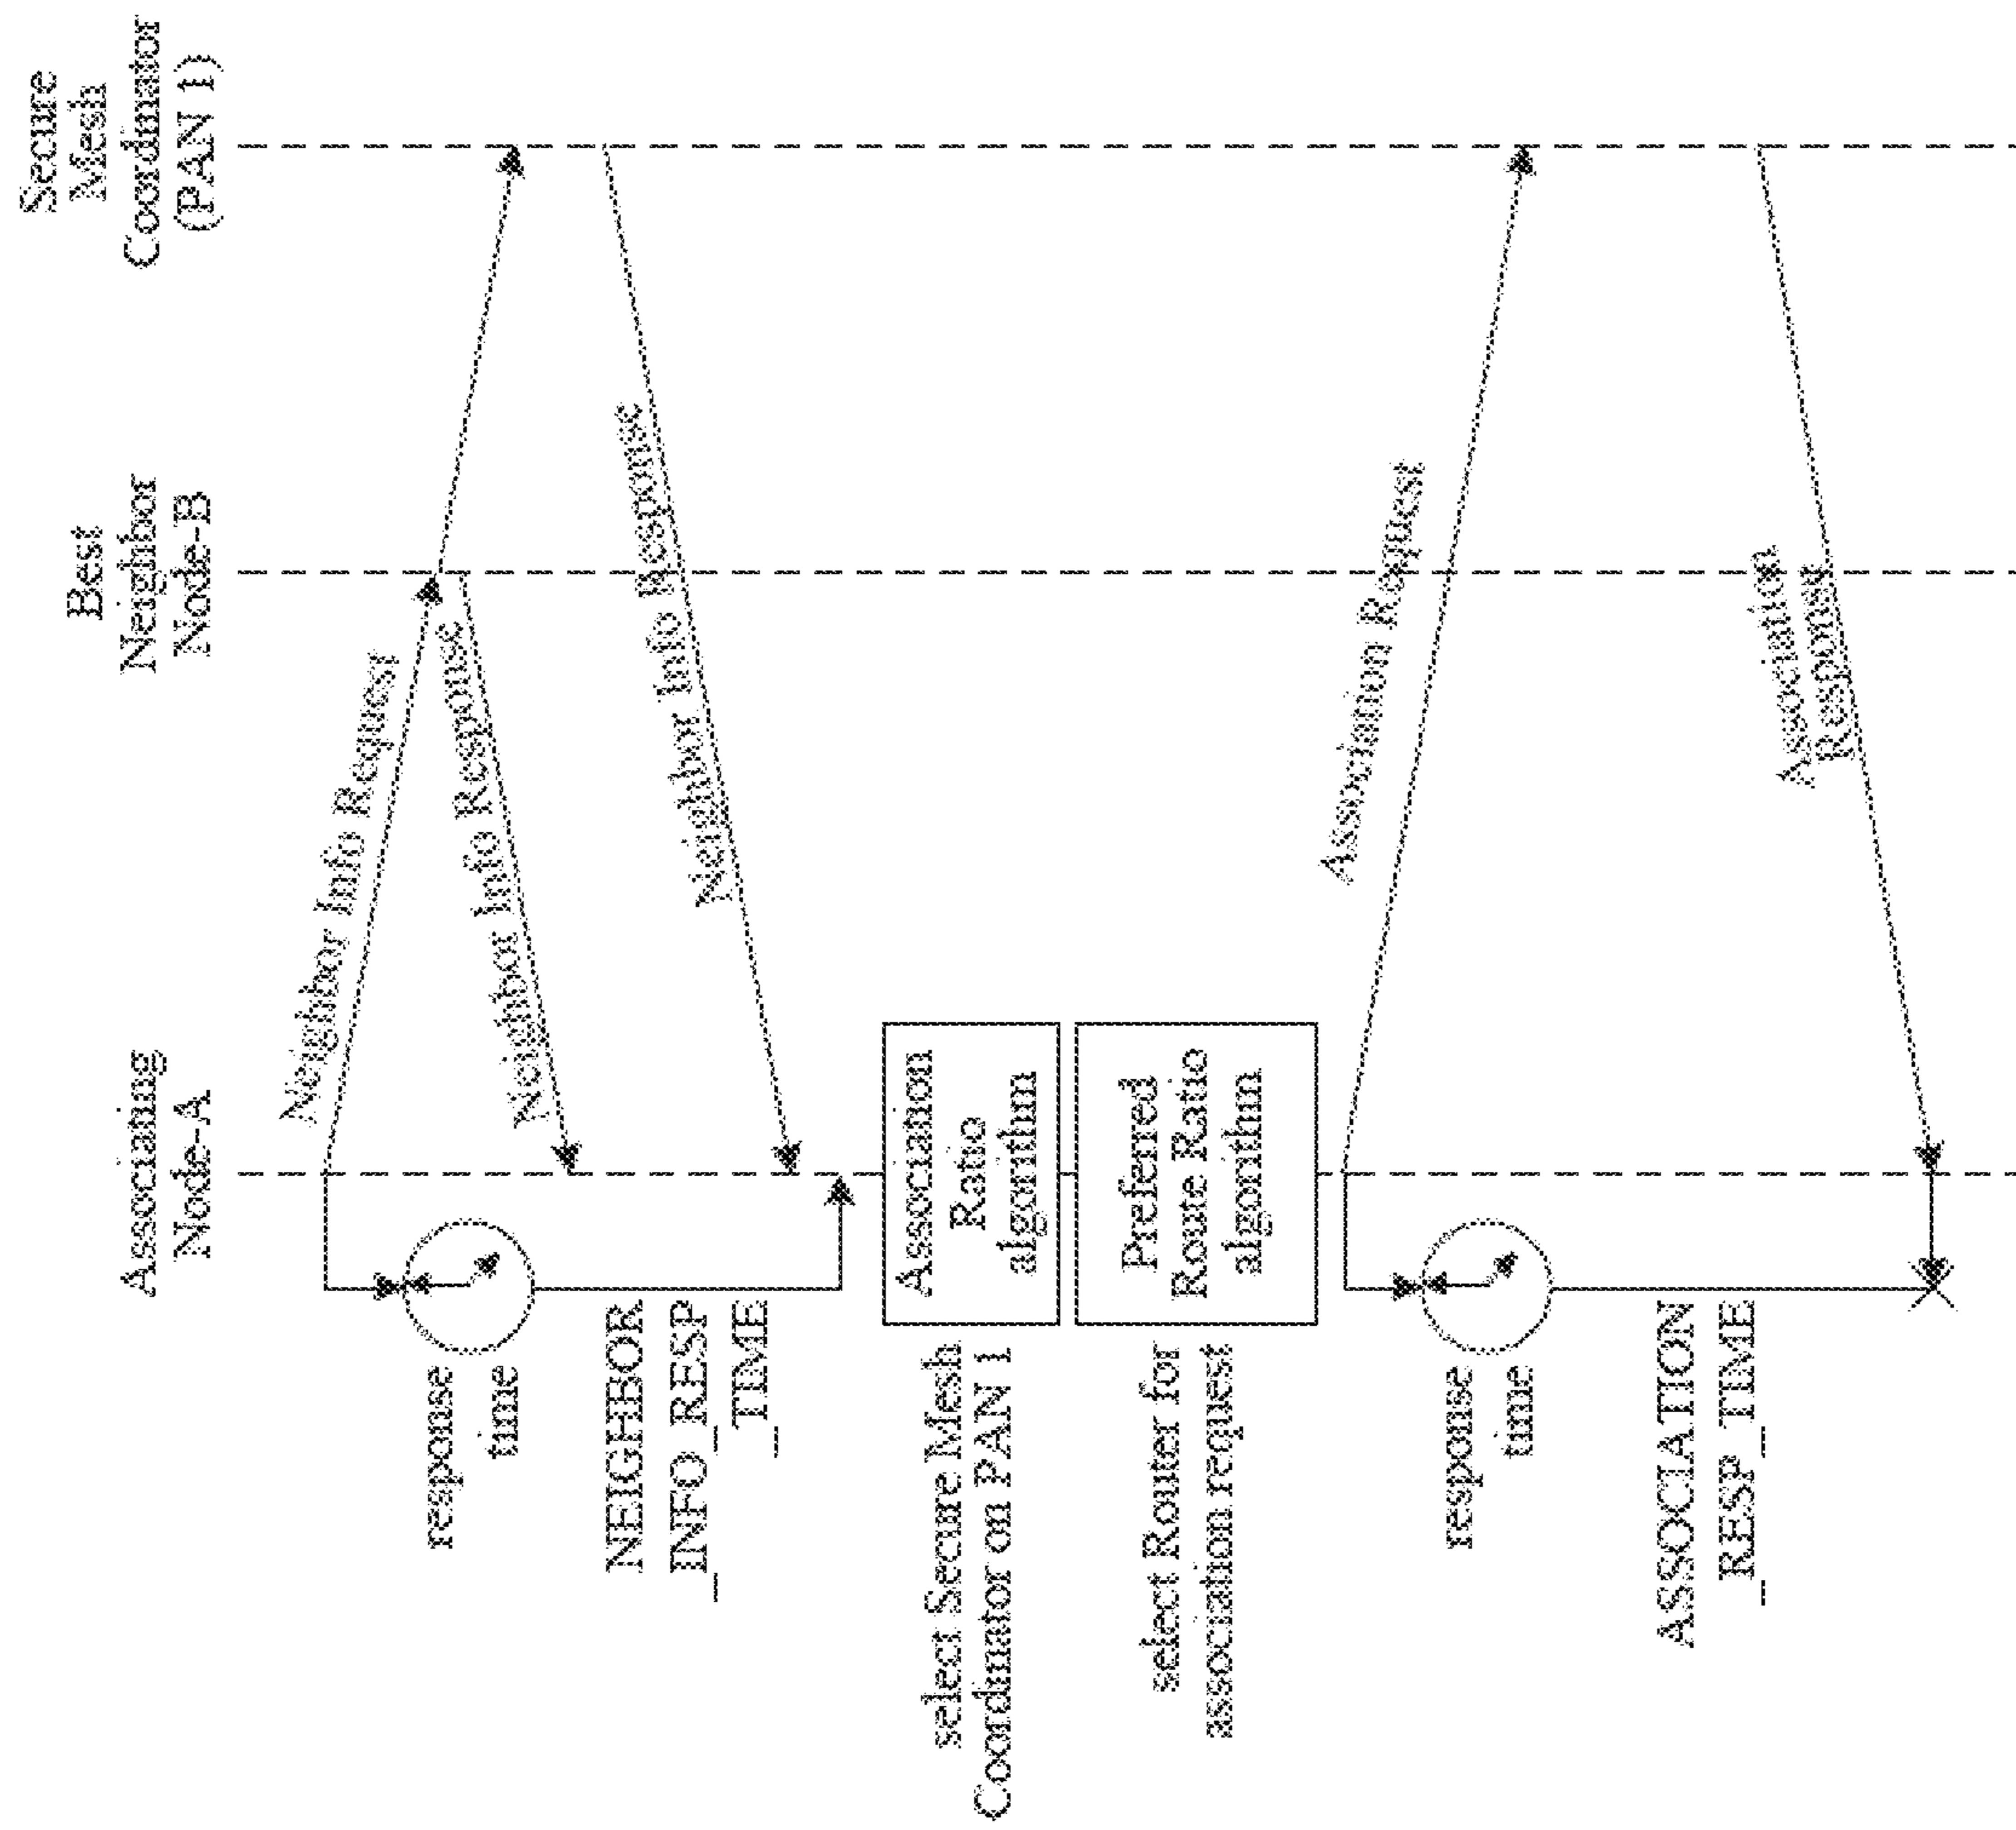 Associating
Node-A
Best
Neighbor
Node-B
Secure
Mesh
Coordinator
(PAN 1)
Neighbor Info Request
Neighbor Info Response
Neighbor Info Response
response
time
NEIGHBOR
_INFO_RESP
_TIME
Association
Ratio
algorithm
select Secure Mesh
Coordinator on PAN 1
Preferred
Route Ratio
algorithm
select Router for
association request
Association Request
response
time
ASSOCIATION
_RESP_TIME
Association
Response